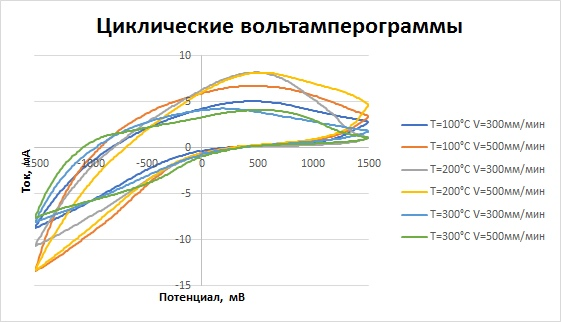 Циклические вольтамперограммы
Ток, мА
10
5
0
-5
-10
-15
-1500 -1000 -500 0 500 1000 1500
Потенциал, мВ
T=100°C V=300мм/мин
T=100°C V=500мм/мин
T=200°C V=300мм/мин
T=200°C V=500мм/мин
T=300°C V=300мм/мин
T=300°C V=500мм/мин